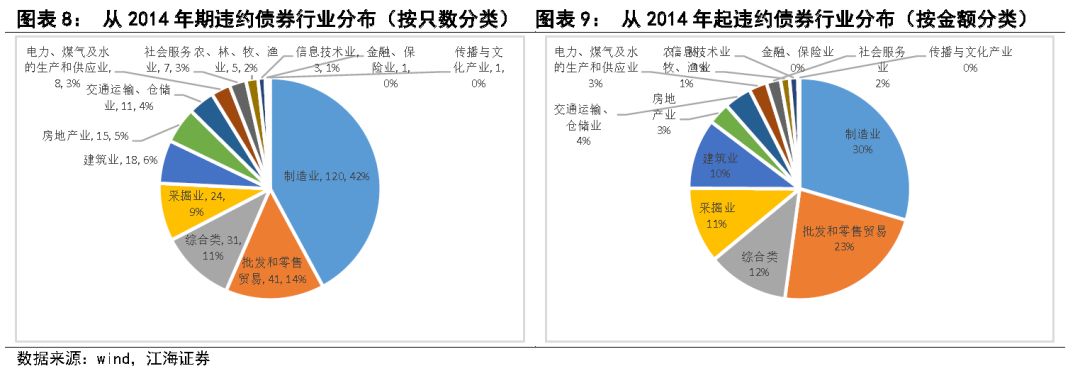 图表 8： 从 2014 年期违约债券行业分布（按只数分类）
电力、煤气及水
的生产和供应业,
8, 3%
社会服务
业, 7, 3%
农、林、牧、渔
业, 5, 2%
信息技术业,
3, 1%
金融、保
险业, 1,
0%
传播与文
化产业, 1,
0%
交通运输、仓储
业, 11, 4%
房地产业, 15, 5%
建筑业, 18, 6%
采掘业, 24,
9%
综合类, 31,
11%
批发和零售
贸易, 41, 14%
制造业, 120, 42%
图表 9： 从 2014 年起违约债券行业分布（按金额分类）
电力、煤气及水
的生产和供应业
3%
牧、渔业
1%
信息技术业
金融、保险业
0%
社会服务
业
2%
传播与文化产业
0%
交通运输、
仓储业
4%
房地
产业
3%
建筑业
10%
采掘业
11%
综合类
12%
批发和零售贸易
23%
制造业
30%
数据来源：wind，江海证券